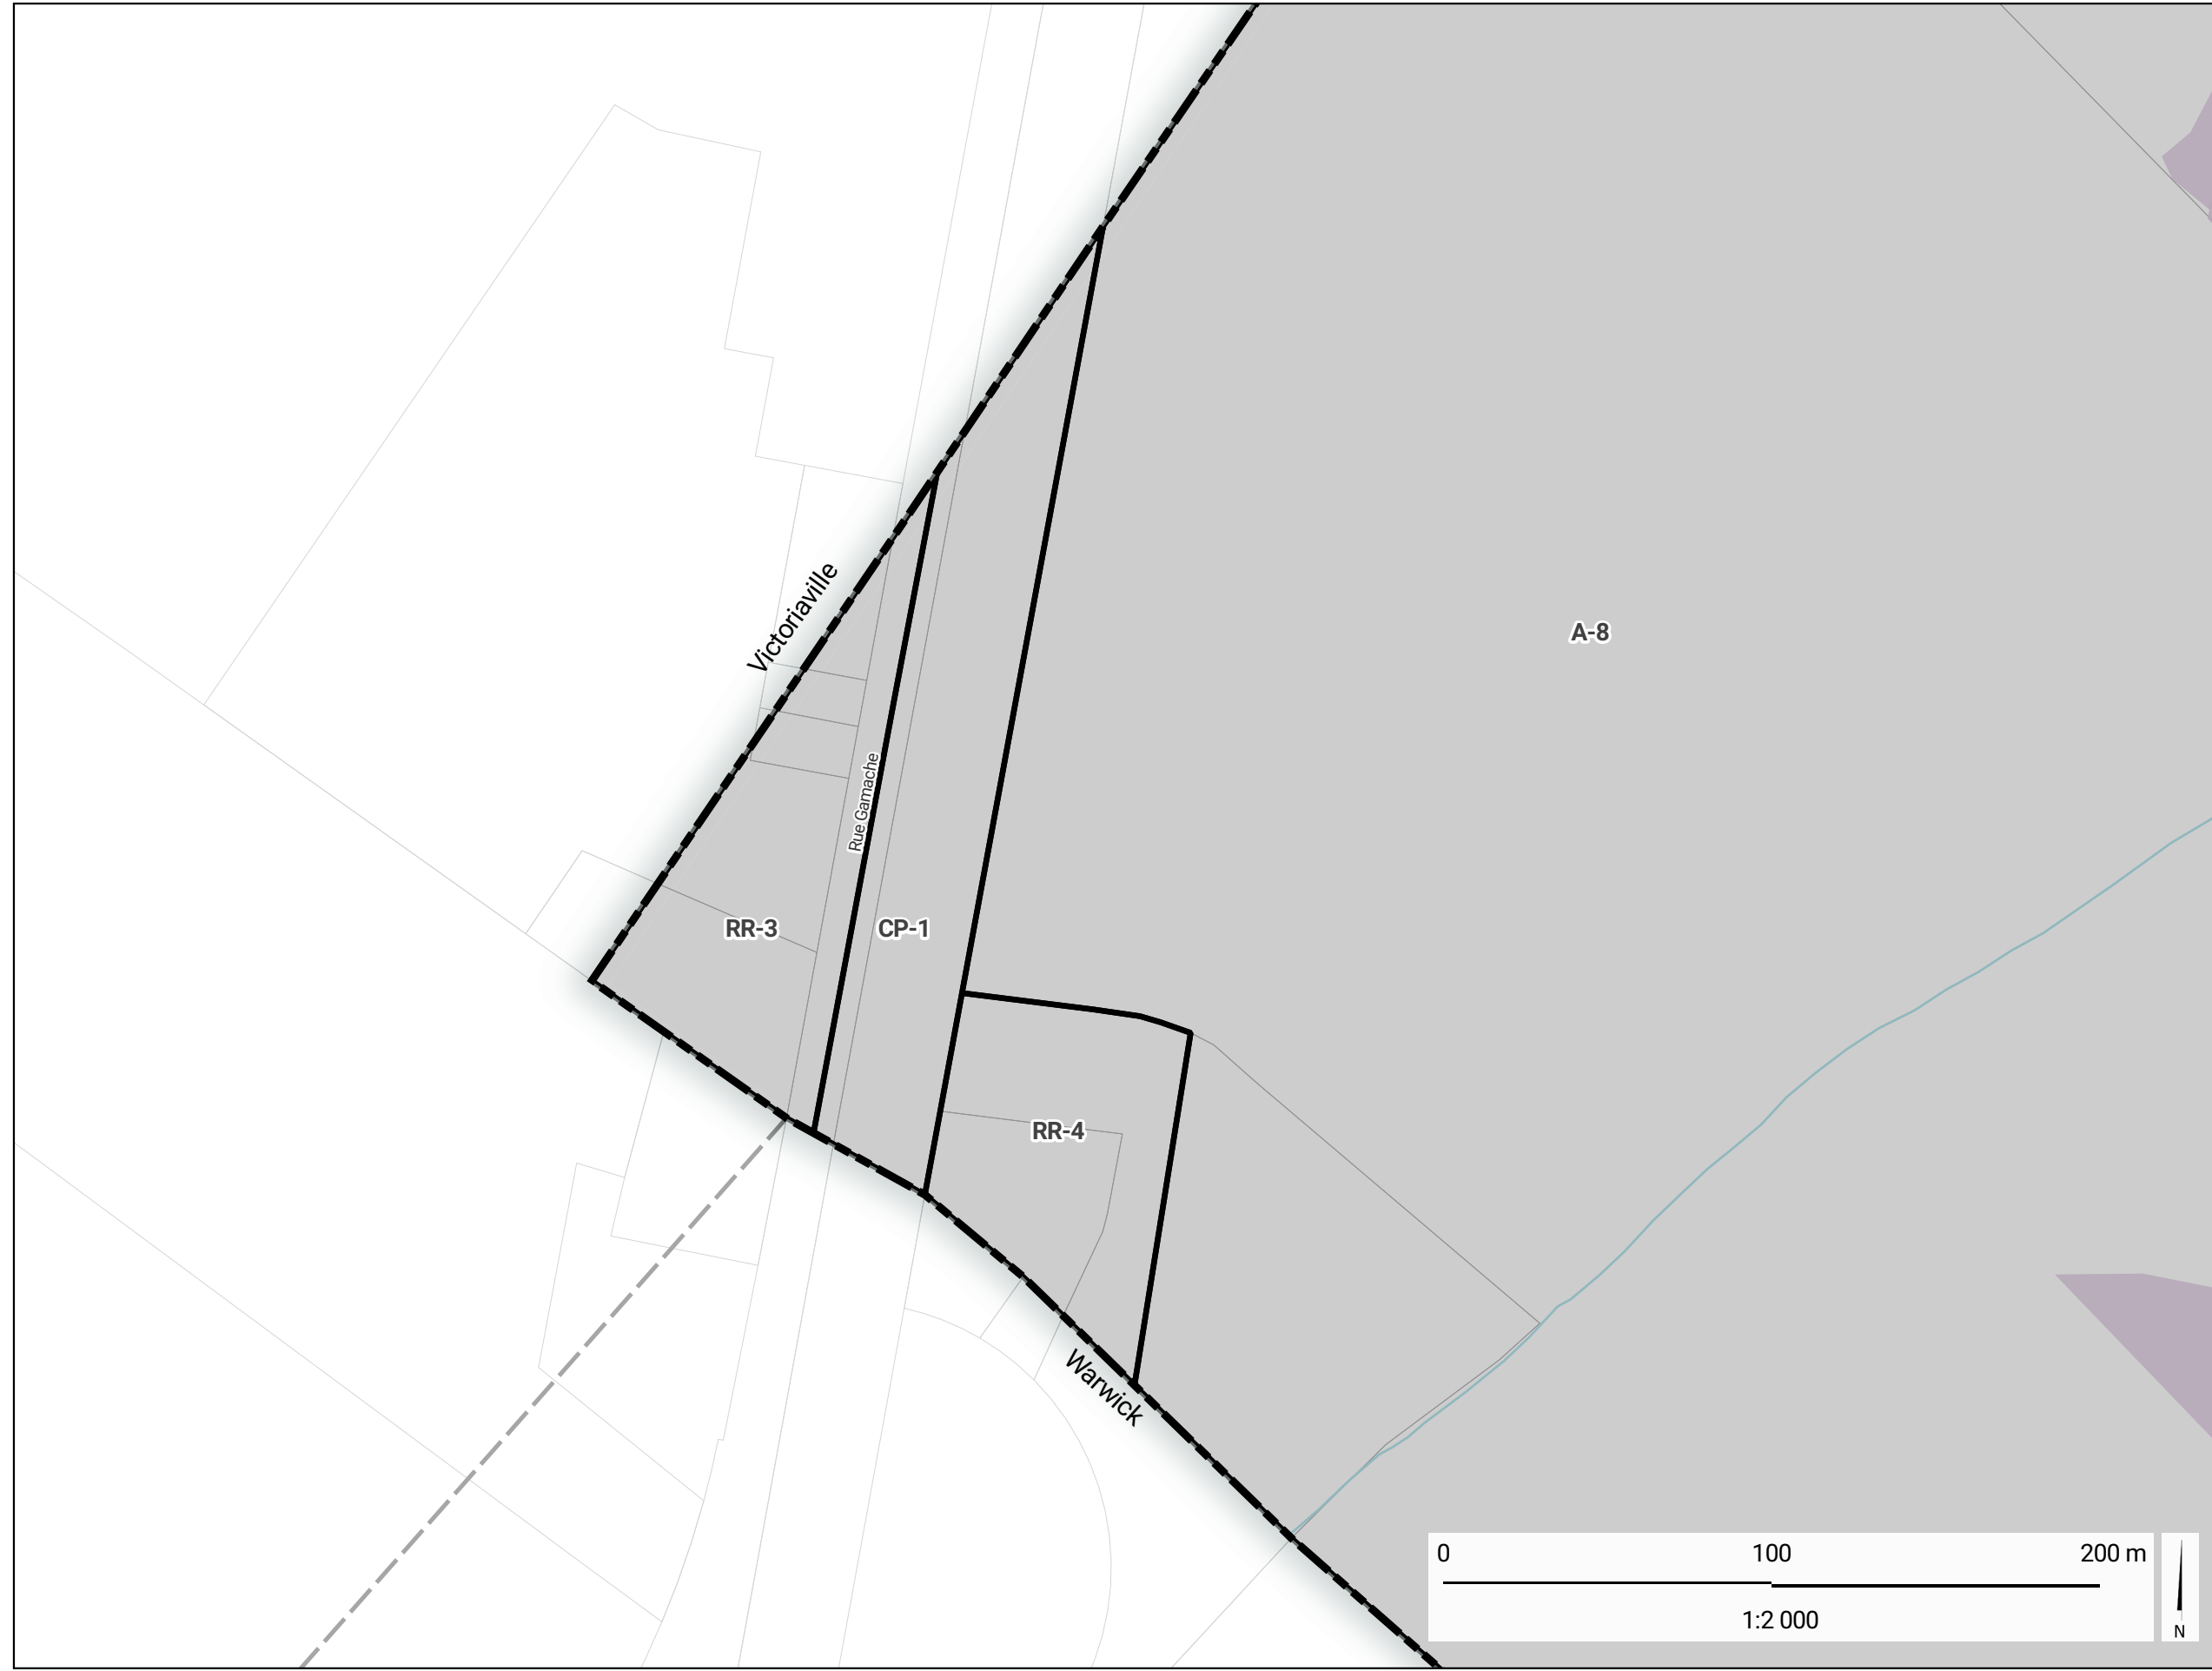 Victoriaville
A-8
Rue Gamache
RR-3
CP-1
RR-4
Warwick
0 100 200 m
1:2 000
N